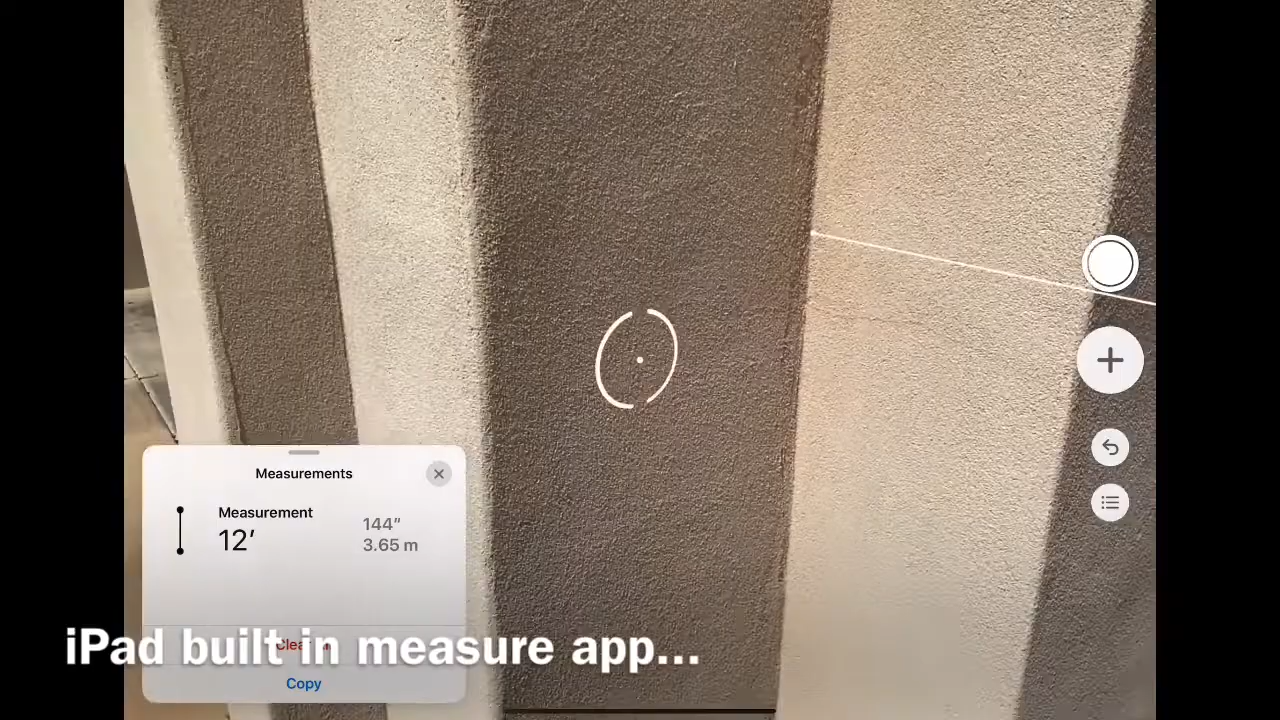 Measurements
Measurement
12′
144″
3.65 m
Copy
iPad built in measure app...